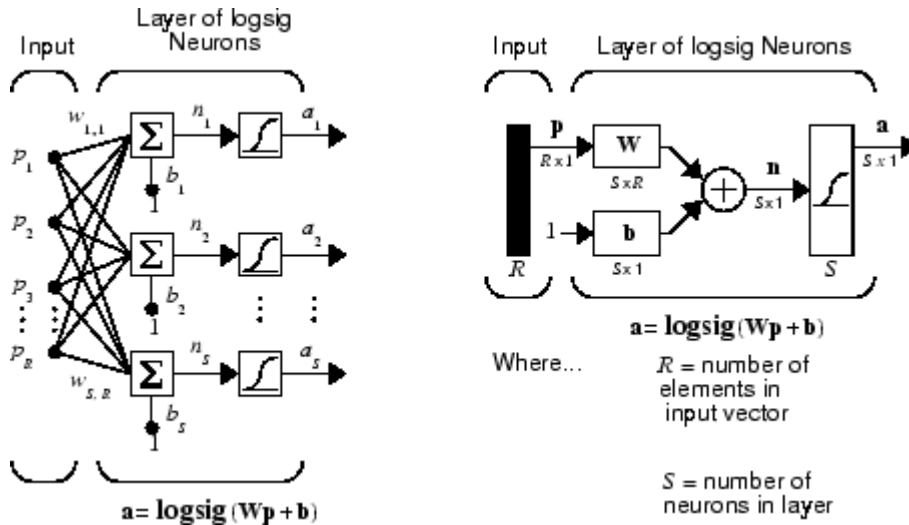 Input
Layer of logsig
Neurons
w1,1
n1
a1
Σ
p1
b1
1
p2
n2
a2
Σ
p3
b2
1
pR
nS
aS
Σ
wS, R
bS
1
a= logsig (Wp + b)
Input
Layer of logsig Neurons
p
W
a
R x 1
S x R
n
S x 1
+
S x 1
1
b
R
S x 1
S
a= logsig (Wp + b)
Where...
R = number of
elements in
input vector
S = number of
neurons in layer